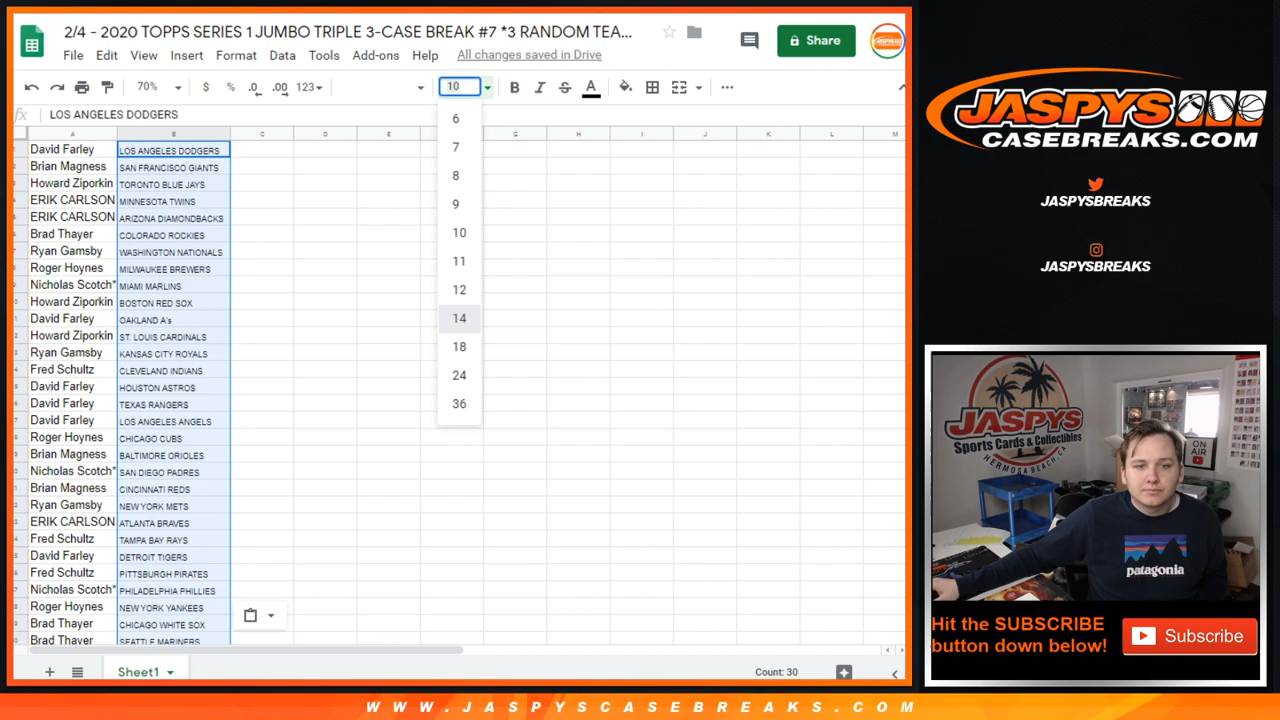 2/4 - 2020 TOPPS SERIES 1 JUMBO TRIPLE 3-CASE BREAK #7 *3 RANDOM TEA...
File Edit View Insert Format Data Tools Add-ons Help All changes saved in Drive
Share
70% $ % .0 .00 123 10 B I S A
fx LOS ANGELES DODGERS
A B C D E G H I J K L M
David Farley LOS ANGELES DODGERS
Brian Magness SAN FRANCISCO GIANTS
Howard Ziporkin TORONTO BLUE JAYS
ERIK CARLSON MINNESOTA TWINS
ERIK CARLSON ARIZONA DIAMONDBACKS
Brad Thayer COLORADO ROCKIES
Ryan Gamsby WASHINGTON NATIONALS
Roger Hoynes MILWAUKEE BREWERS
Nicholas Scotch* MIAMI MARLINS
Howard Ziporkin BOSTON RED SOX
David Farley OAKLAND A's
Howard Ziporkin ST. LOUIS CARDINALS
Ryan Gamsby KANSAS CITY ROYALS
Fred Schultz CLEVELAND INDIANS
David Farley HOUSTON ASTROS
David Farley TEXAS RANGERS
David Farley LOS ANGELES ANGELS
Roger Hoynes CHICAGO CUBS
Brian Magness BALTIMORE ORIOLES
Nicholas Scotch* SAN DIEGO PADRES
Brian Magness CINCINNATI REDS
Ryan Gamsby NEW YORK METS
ERIK CARLSON ATLANTA BRAVES
Fred Schultz TAMPA BAY RAYS
David Farley DETROIT TIGERS
Fred Schultz PITTSBURGH PIRATES
Nicholas Scotch* PHILADELPHIA PHILLIES
Roger Hoynes NEW YORK YANKEES
Brad Thayer CHICAGO WHITE SOX
Brad Thayer SEATTLE MARINERS
6
7
8
9
10
11
12
14
18
24
36
Sheet1
Count: 30
JASPYS
CASEBREAKS.COM
JASPYSBREAKS
JASPYSBREAKS
JASPYS
Sports Cards & Collectibles
HERMOSA BEACH, CA
ON AIR
patagonia
Hit the SUBSCRIBE
button down below!
Subscribe
WWW.JASPYSCASEBREAKS.COM